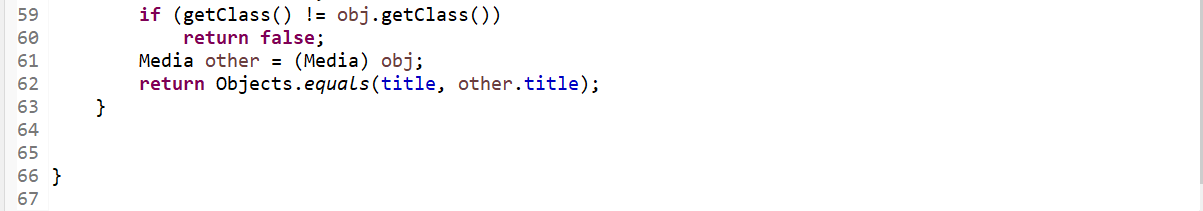 59 if (getClass() != obj.getClass())
60 return false;
61 Media other = (Media) obj;
62 return Objects.equals(title, other.title);
63 }
64
65
66 }
67